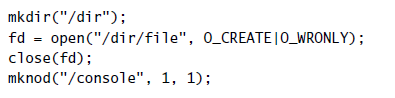 mkdir("/dir");
fd = open("/dir/file", O_CREATE|O_WRONLY);
close(fd);
mknod("/console", 1, 1);